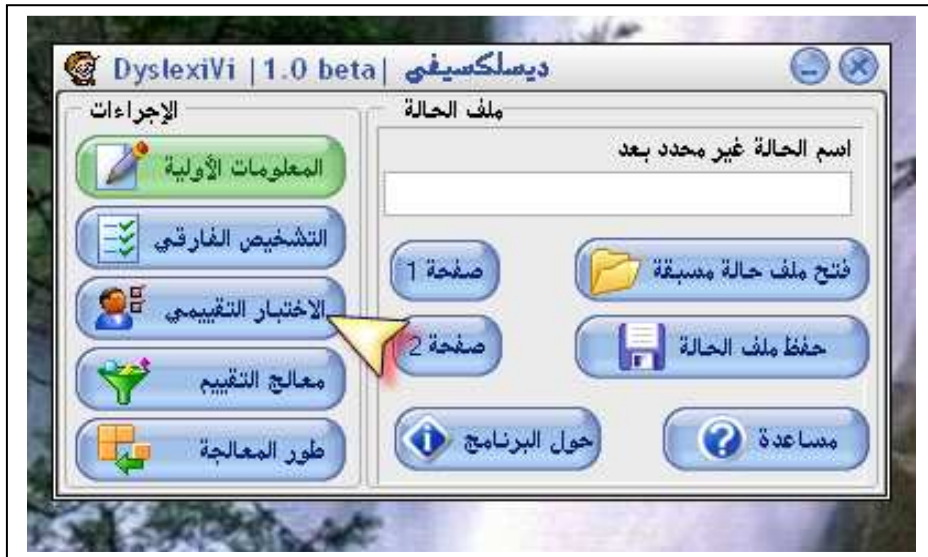 DyslexiVi |1.0 beta| ديسلكسيفي
ملف الحالة
اسم الحالة غير محدد بعد
فتح ملف حالة مسبقة
صفحة 1
حفظ ملف الحالة
صفحة 2
مساعدة
حول البرنامج
الإجراءات
المعلومات الأولية
التشخيص الفارقي
الاختبار التقييمي
معالج التقييم
طور المعالجة